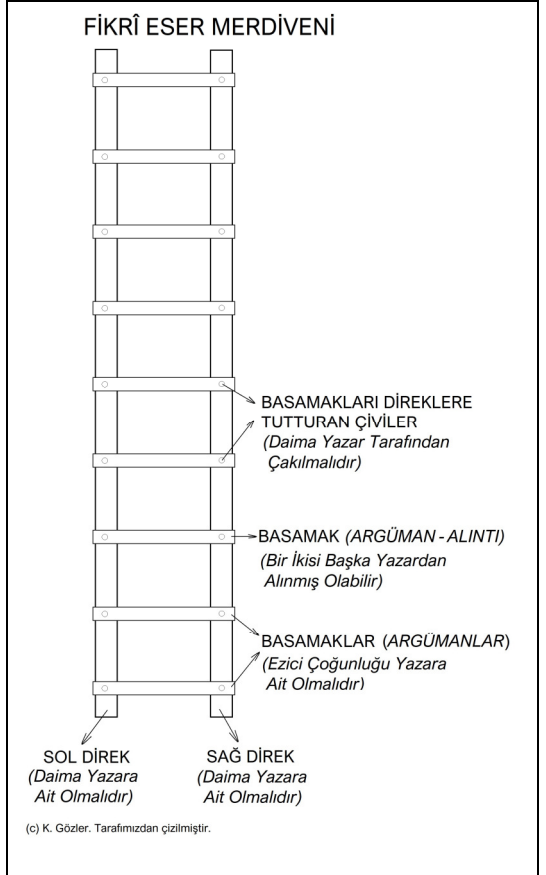 FİKRÎ ESER MERDİVENİ
BASAMAKLARI DİREKLERE
TUTTURAN ÇİVİLER
(Daima Yazar Tarafından
Çakılmalıdır)
BASAMAK (ARGÜMAN - ALINTI)
(Bir İkisi Başka Yazardan
Alınmış Olabilir)
BASAMAKLAR (ARGÜMANLAR)
(Ezici Çoğunluğu Yazara
Ait Olmalıdır)
SOL DİREK
(Daima Yazara
Ait Olmalıdır)
SAĞ DİREK
(Daima Yazara
Ait Olmalıdır)
(c) K. Gözler. Tarafımızdan çizilmiştir.